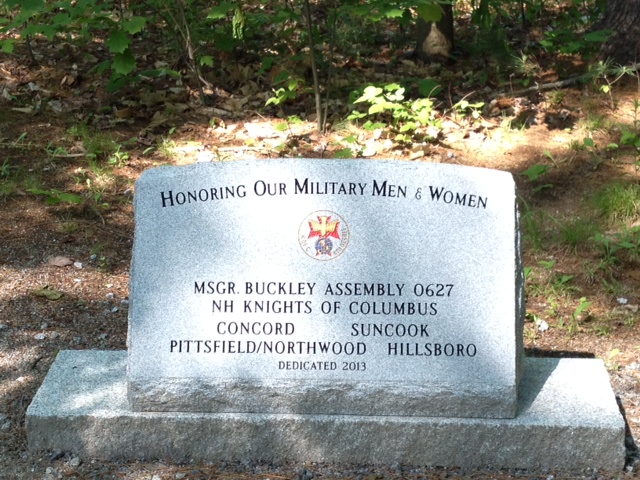 Honoring Our Military Men & Women
MSGR. BUCKLEY ASSEMBLY 0627
NH KNIGHTS OF COLUMBUS
CONCORD SUNCOOK
PITTSFIELD/NORTHWOOD HILLSBORO
DEDICATED 2013